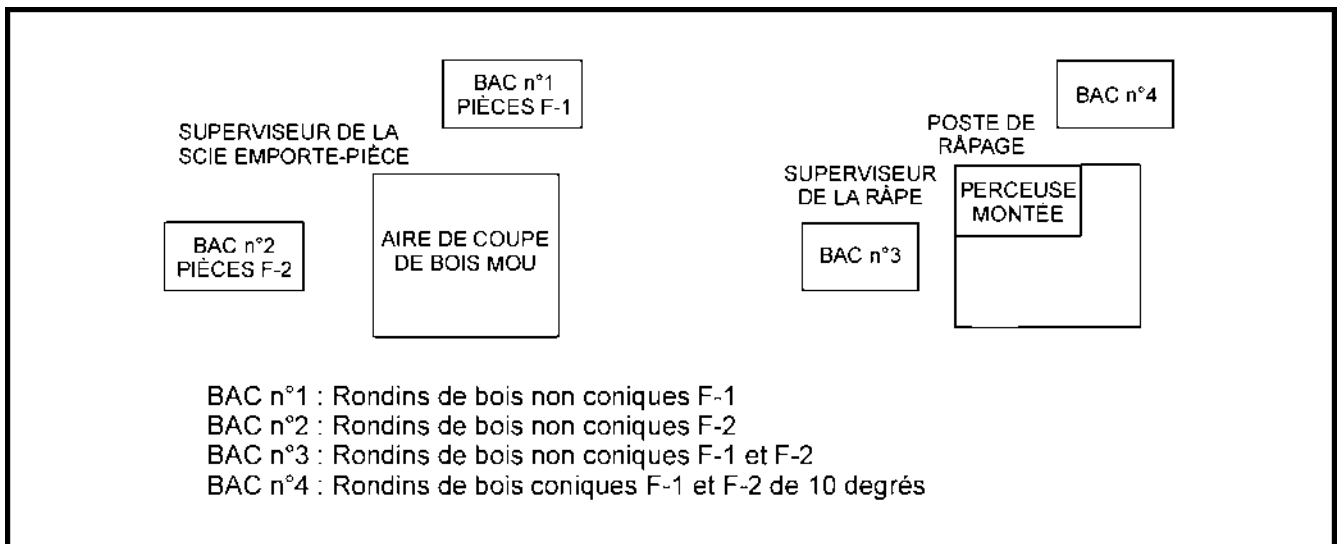 BAC n°1
PIÈCES F-1
SUPERVISEUR DE LA
SCIE EMPORTE-PIÈCE
BAC n°2
PIÈCES F-2
AIRE DE COUPE
DE BOIS MOU
BAC n°4
POSTE DE
RÂPAGE
SUPERVISEUR
DE LA RÂPE
PERCEUSE
MONTÉE
BAC n°3
BAC n°1 : Rondins de bois non coniques F-1
BAC n°2 : Rondins de bois non coniques F-2
BAC n°3 : Rondins de bois non coniques F-1 et F-2
BAC n°4 : Rondins de bois coniques F-1 et F-2 de 10 degrés